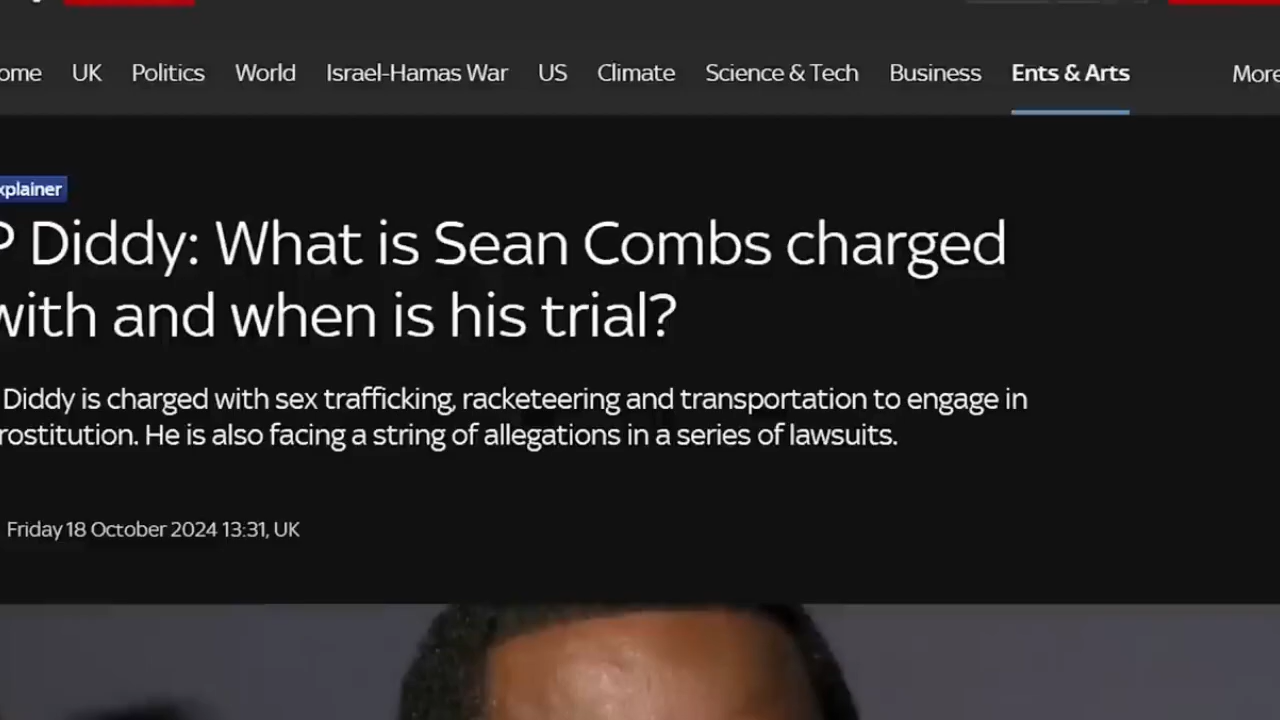 ome UK Politics World Israel-Hamas War US Climate Science & Tech Business Ents & Arts More
xplainer
P Diddy: What is Sean Combs charged
with and when is his trial?
Diddy is charged with sex trafficking, racketeering and transportation to engage in
rostitution. He is also facing a string of allegations in a series of lawsuits.
Friday 18 October 2024 13:31, UK